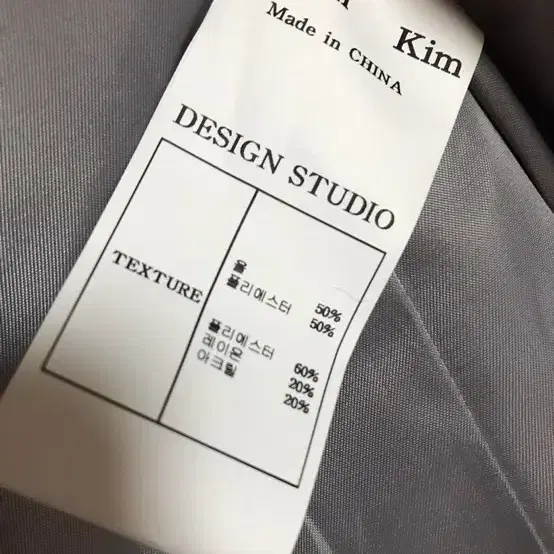 Kim
Made in CHINA
DESIGN STUDIO
TEXTURE
울 50%
폴리에스터 50%
폴리에스터 60%
레이온 20%
아크릴 20%